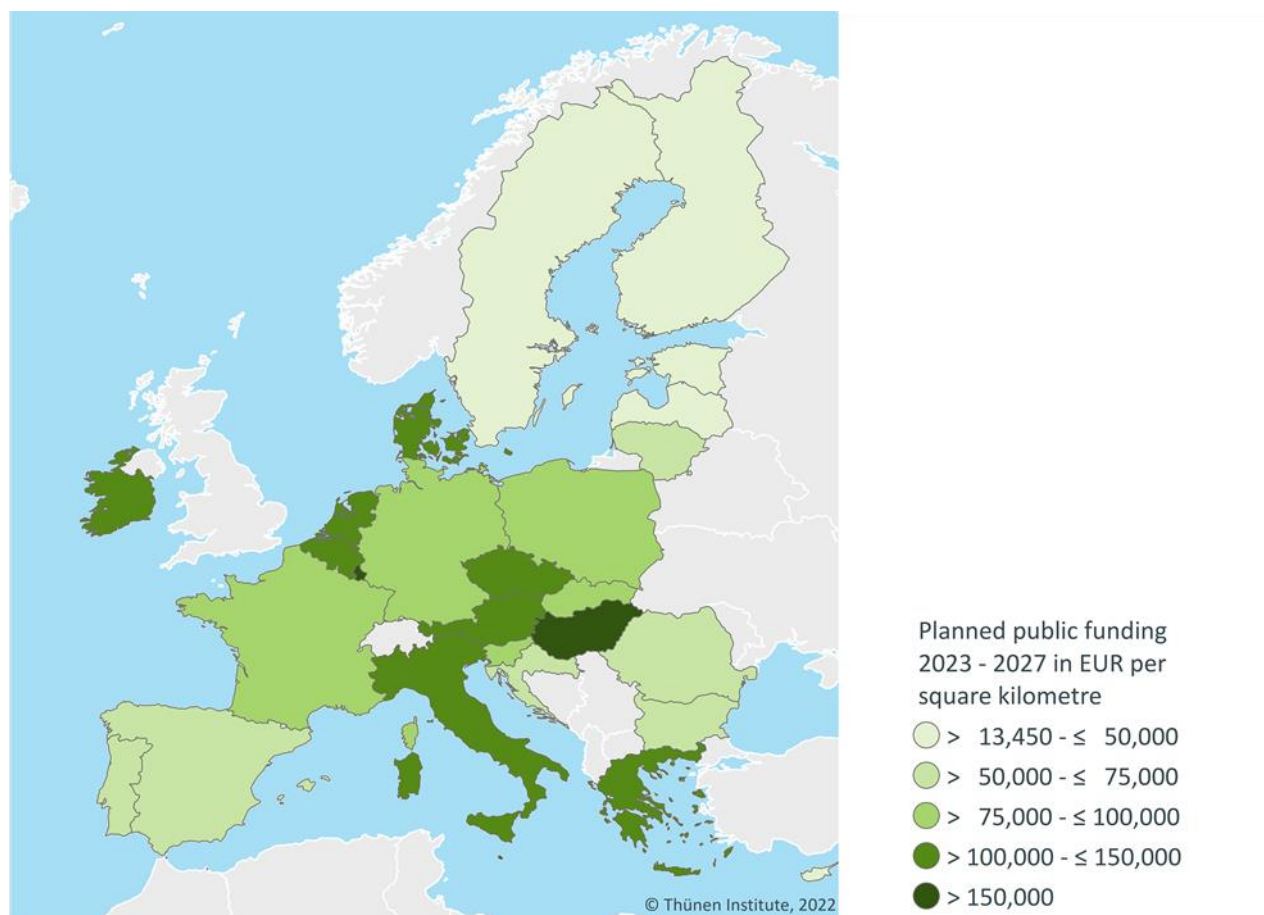 Planned public funding
2023 - 2027 in EUR per
square kilometre
> 13,450 - ≤ 50,000
> 50,000 - ≤ 75,000
> 75,000 - ≤ 100,000
> 100,000 - ≤ 150,000
> 150,000
© Thünen Institute, 2022